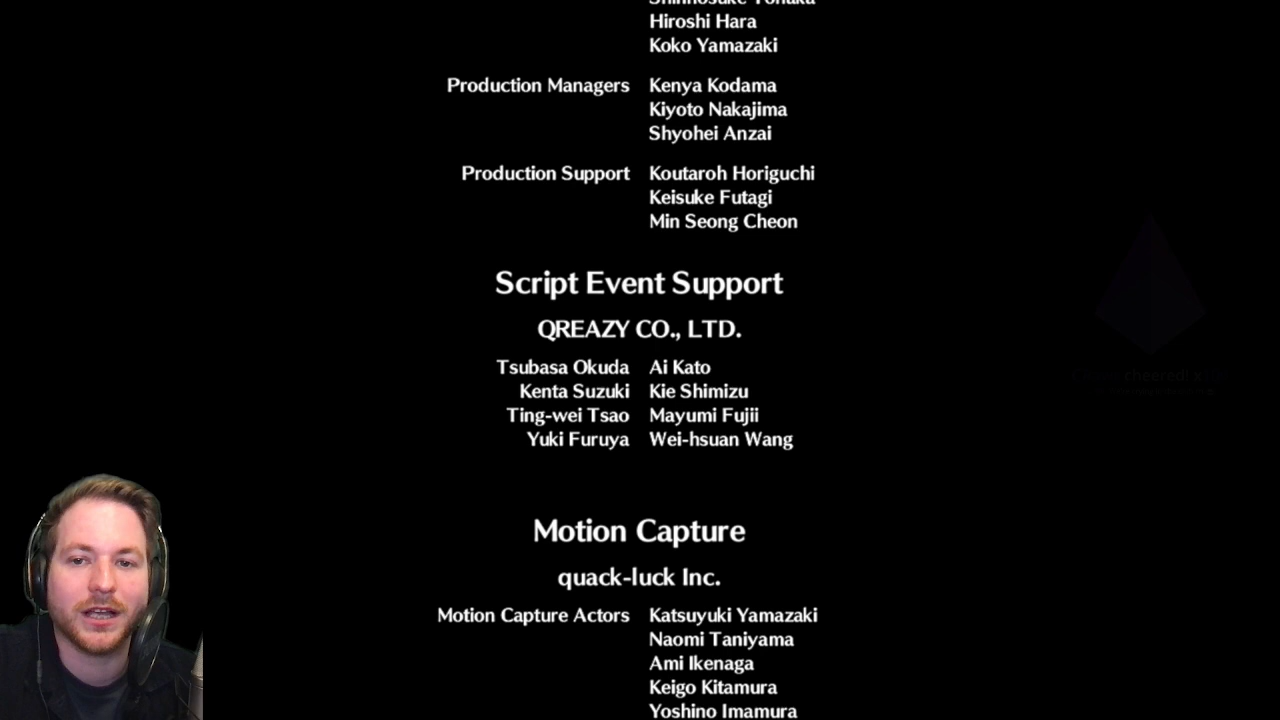 Hiroshi Hara
Koko Yamazaki
Production Managers Kenya Kodama
Kiyoto Nakajima
Shyohei Anzai
Production Support Koutaroh Horiguchi
Keisuke Futagi
Min Seong Cheon
Script Event Support
QREAZY CO., LTD.
Tsubasa Okuda Ai Kato
Kenta Suzuki Kie Shimizu
Ting-wei Tsao Mayumi Fujii
Yuki Furuya Wei-hsuan Wang
cheered! x
Motion Capture
quack-luck Inc.
Motion Capture Actors Katsuyuki Yamazaki
Naomi Taniyama
Ami Ikenaga
Keigo Kitamura
Yoshino Imamura